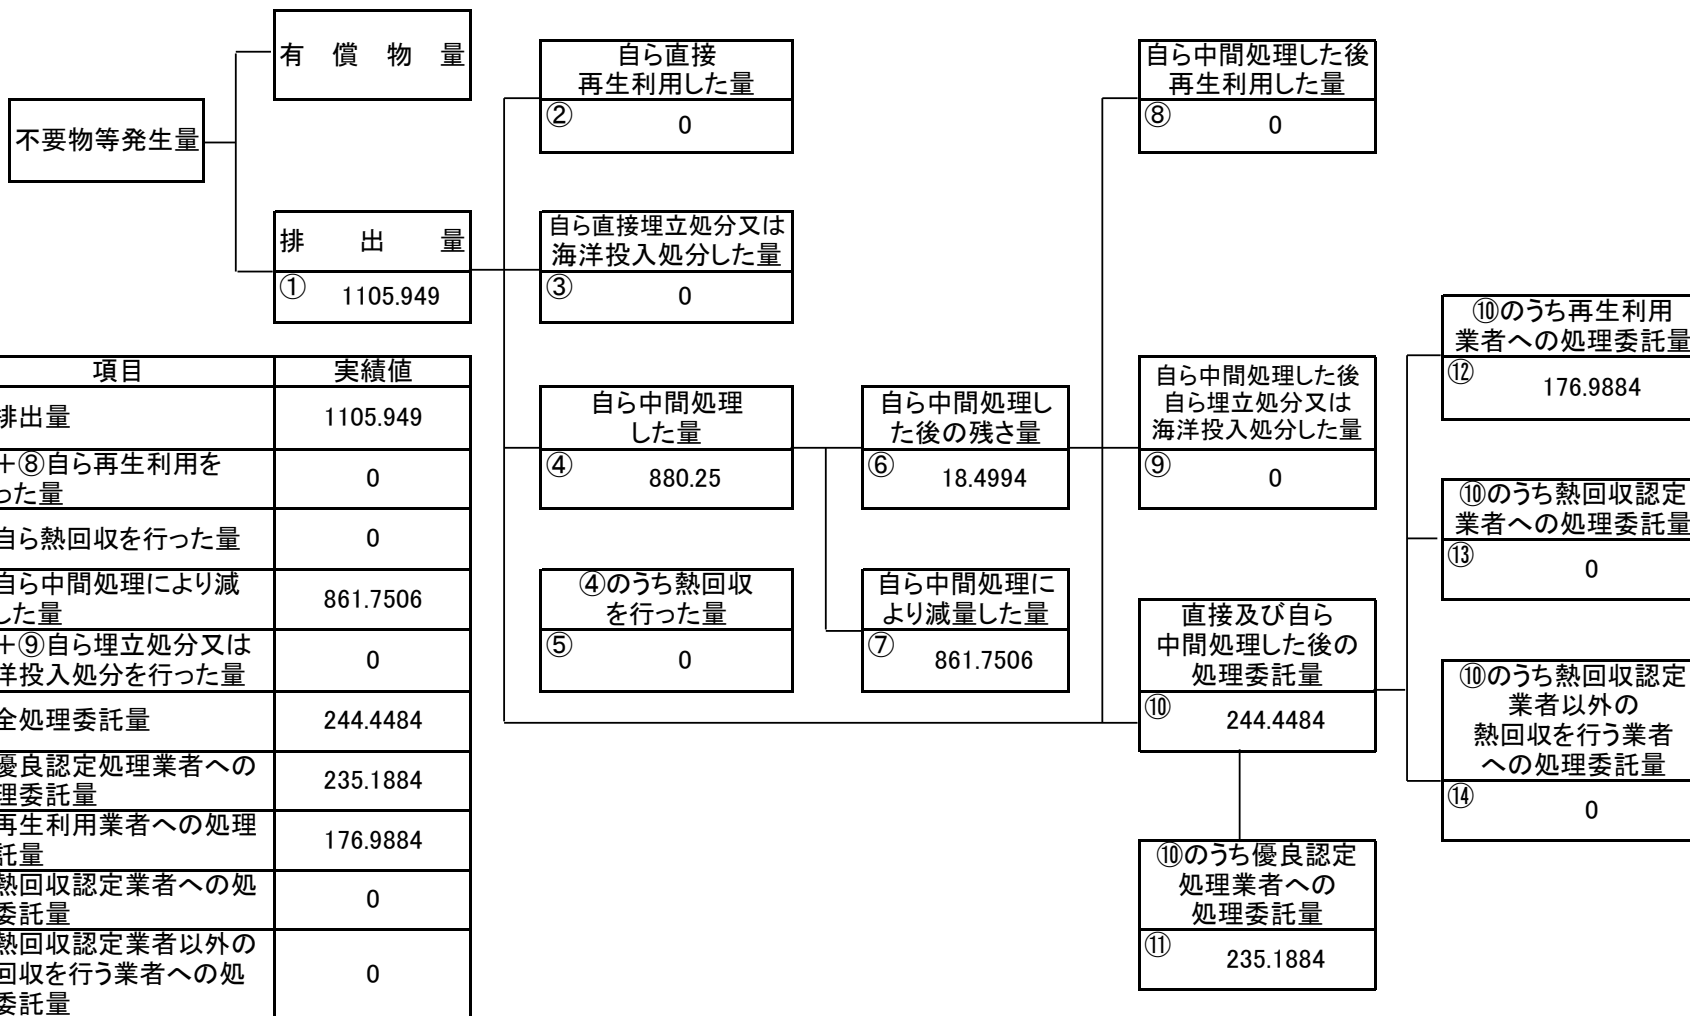 有償物量
不要物等発生量
排出量
① 1105.949
自ら直接
再生利用した量
② 0
自ら直接埋立処分又は
海洋投入処分した量
③ 0
自ら中間処理
した量
④ 880.25
④のうち熱回収
を行った量
⑤ 0
自ら中間処理し
た後の残さ量
⑥ 18.4994
自ら中間処理に
より減量した量
⑦ 861.7506
自ら中間処理した後
再生利用した量
⑧ 0
自ら中間処理した後
自ら埋立処分又は
海洋投入処分した量
⑨ 0
直接及び自ら
中間処理した後の
処理委託量
⑩ 244.4484
⑩のうち優良認定
処理業者への
処理委託量
⑪ 235.1884
⑩のうち再生利用
業者への処理委託量
⑫ 176.9884
⑩のうち熱回収認定
業者への処理委託量
⑬ 0
⑩のうち熱回収認定
業者以外の
熱回収を行う業者
への処理委託量
⑭ 0
項目 実績値
排出量 1105.949
+⑧自ら再生利用を
った量 0
自ら熱回収を行った量 0
自ら中間処理により減
した量 861.7506
+⑨自ら埋立処分又は
洋投入処分を行った量 0
全処理委託量 244.4484
優良認定処理業者への
理委託量 235.1884
再生利用業者への処理
託量 176.9884
熱回収認定業者への処
委託量 0
熱回収認定業者以外の
回収を行う業者への処
委託量 0